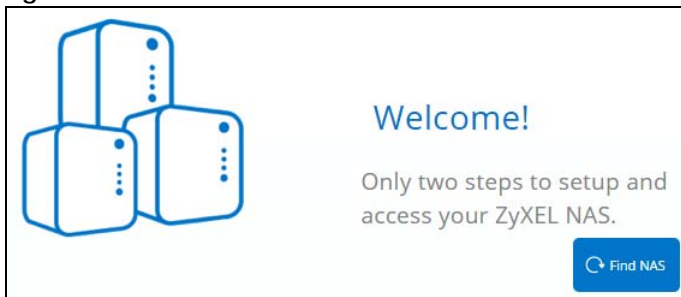 Welcome!
Only two steps to setup and
access your ZyXEL NAS.
Find NAS